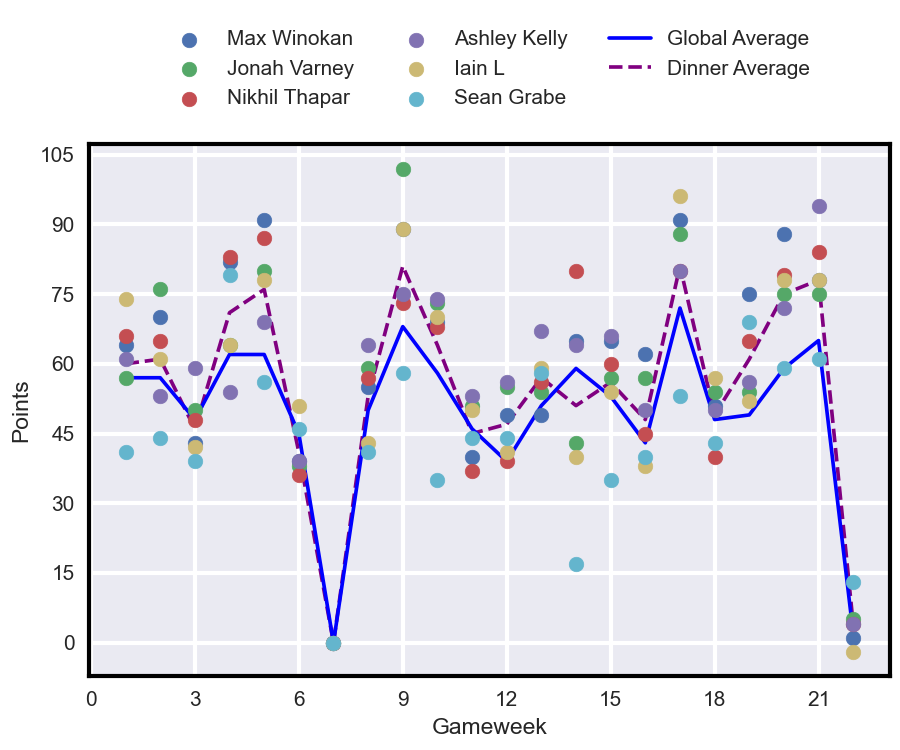 Max Winokan
Jonah Varney
Nikhil Thapar
Ashley Kelly
Iain L
Sean Grabe
Global Average
Dinner Average
105
90
75
60
45
30
15
0
Points
0 3 6 9 12 15 18 21
Gameweek